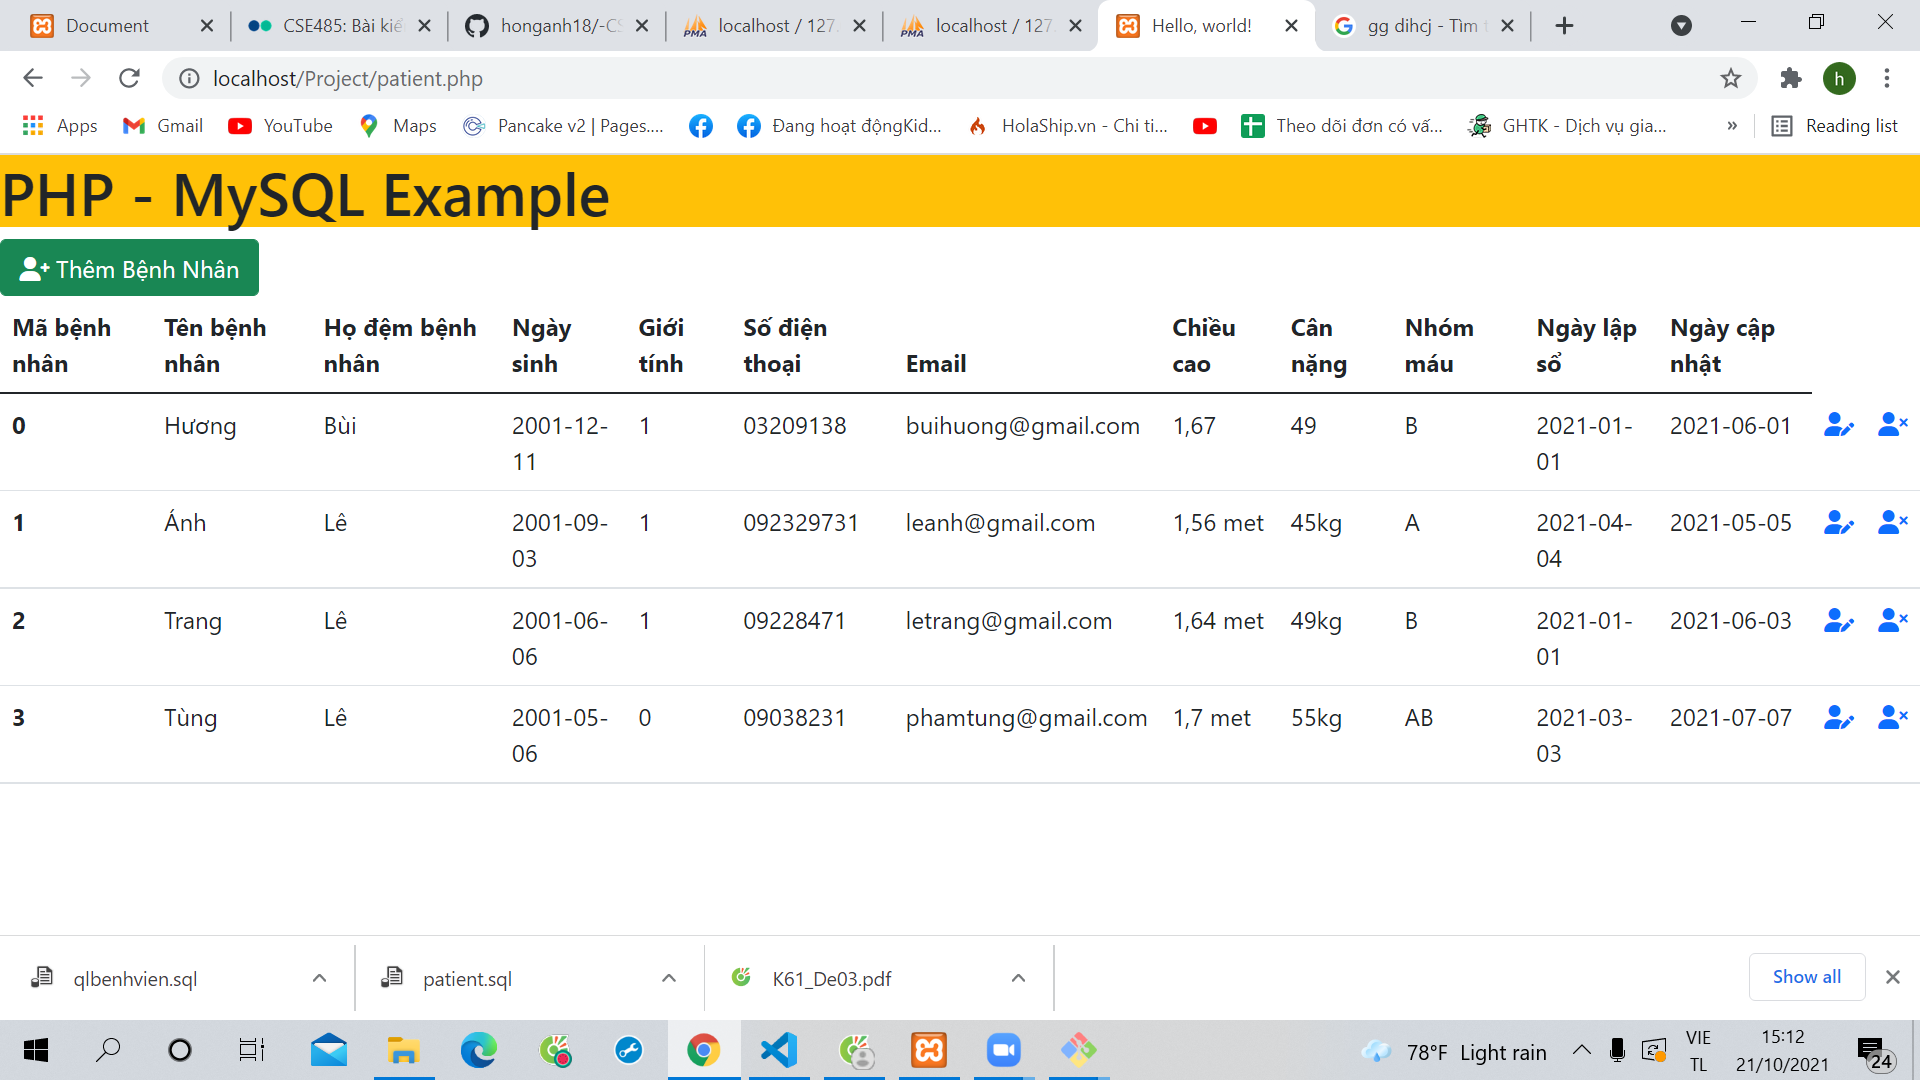 Document
CSE485: Bài kiể
honganh18/-CS
localhost / 127.
localhost / 127.
Hello, world!
gg dihcj - Tìm t
localhost/Project/patient.php
h
Apps
Gmail
YouTube
Maps
Pancake v2 | Pages....
Đang hoạt độngKid...
HolaShip.vn - Chi ti...
Theo dõi đơn có vấ...
GHTK - Dịch vụ gia...
»
Reading list
PHP - MySQL Example
Thêm Bệnh Nhân
Mã bệnh nhân Tên bệnh nhân Họ đệm bệnh nhân Ngày sinh Giới tính Số điện thoại Email Chiều cao Cân nặng Nhóm máu Ngày lập sổ Ngày cập nhật
0 Hương Bùi 2001-12-11 1 03209138 buihuong@gmail.com 1,67 49 B 2021-01-01 2021-06-01
1 Ánh Lê 2001-09-03 1 092329731 leanh@gmail.com 1,56 met 45kg A 2021-04-04 2021-05-05
2 Trang Lê 2001-06-06 1 09228471 letrang@gmail.com 1,64 met 49kg B 2021-01-01 2021-06-03
3 Tùng Lê 2001-05-06 0 09038231 phamtung@gmail.com 1,7 met 55kg AB 2021-03-03 2021-07-07
qlbenhvien.sql
patient.sql
K61_De03.pdf
Show all
78°F Light rain
VIE
TL
15:12
21/10/2021
24